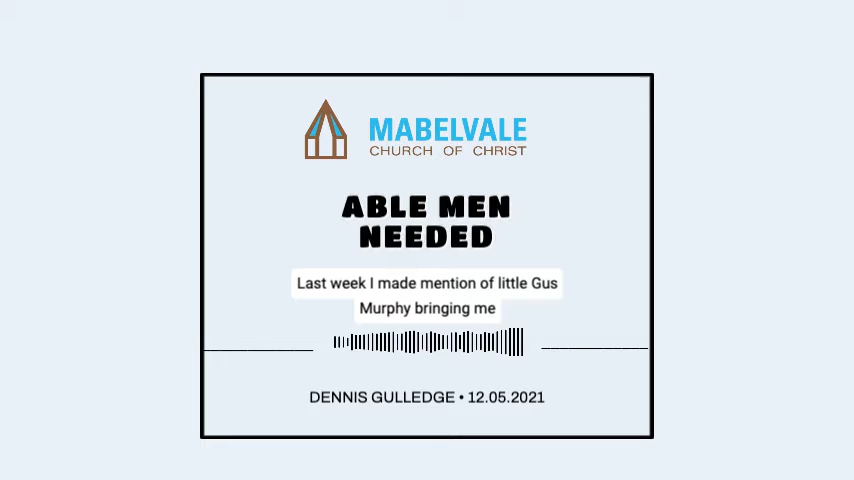 MABELVALE
CHURCH OF CHRIST
ABLE MEN
NEEDED
Last week I made mention of little Gus
Murphy bringing me
DENNIS GULLEDGE • 12.05.2021